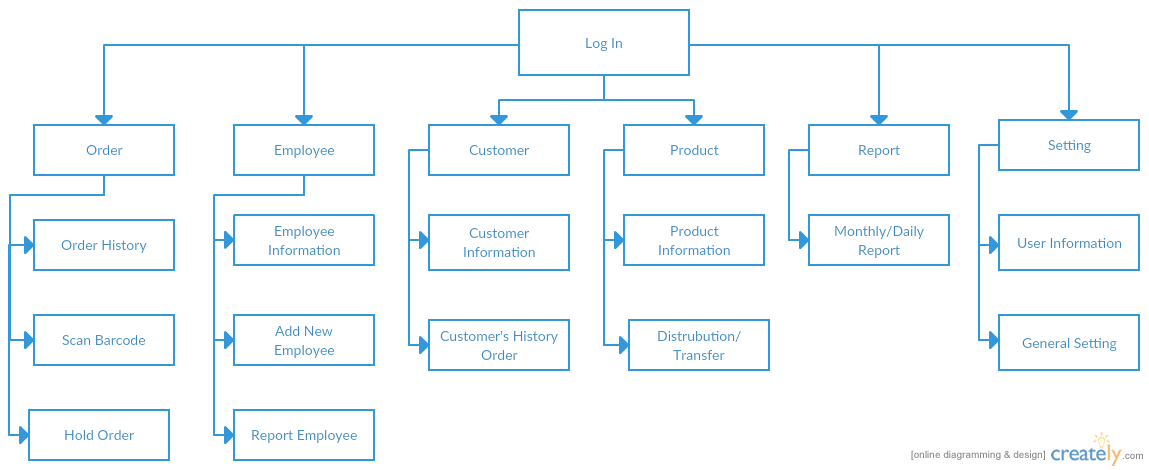 Log In
Order
Employee
Customer
Product
Report
Setting
Order History
Employee
Information
Customer
Information
Product
Information
Monthly/Daily
Report
User Information
Scan Barcode
Add New
Employee
Customer's History
Order
Distrubution/
Transfer
General Setting
Hold Order
Report Employee
[online diagramming & design] creately.com